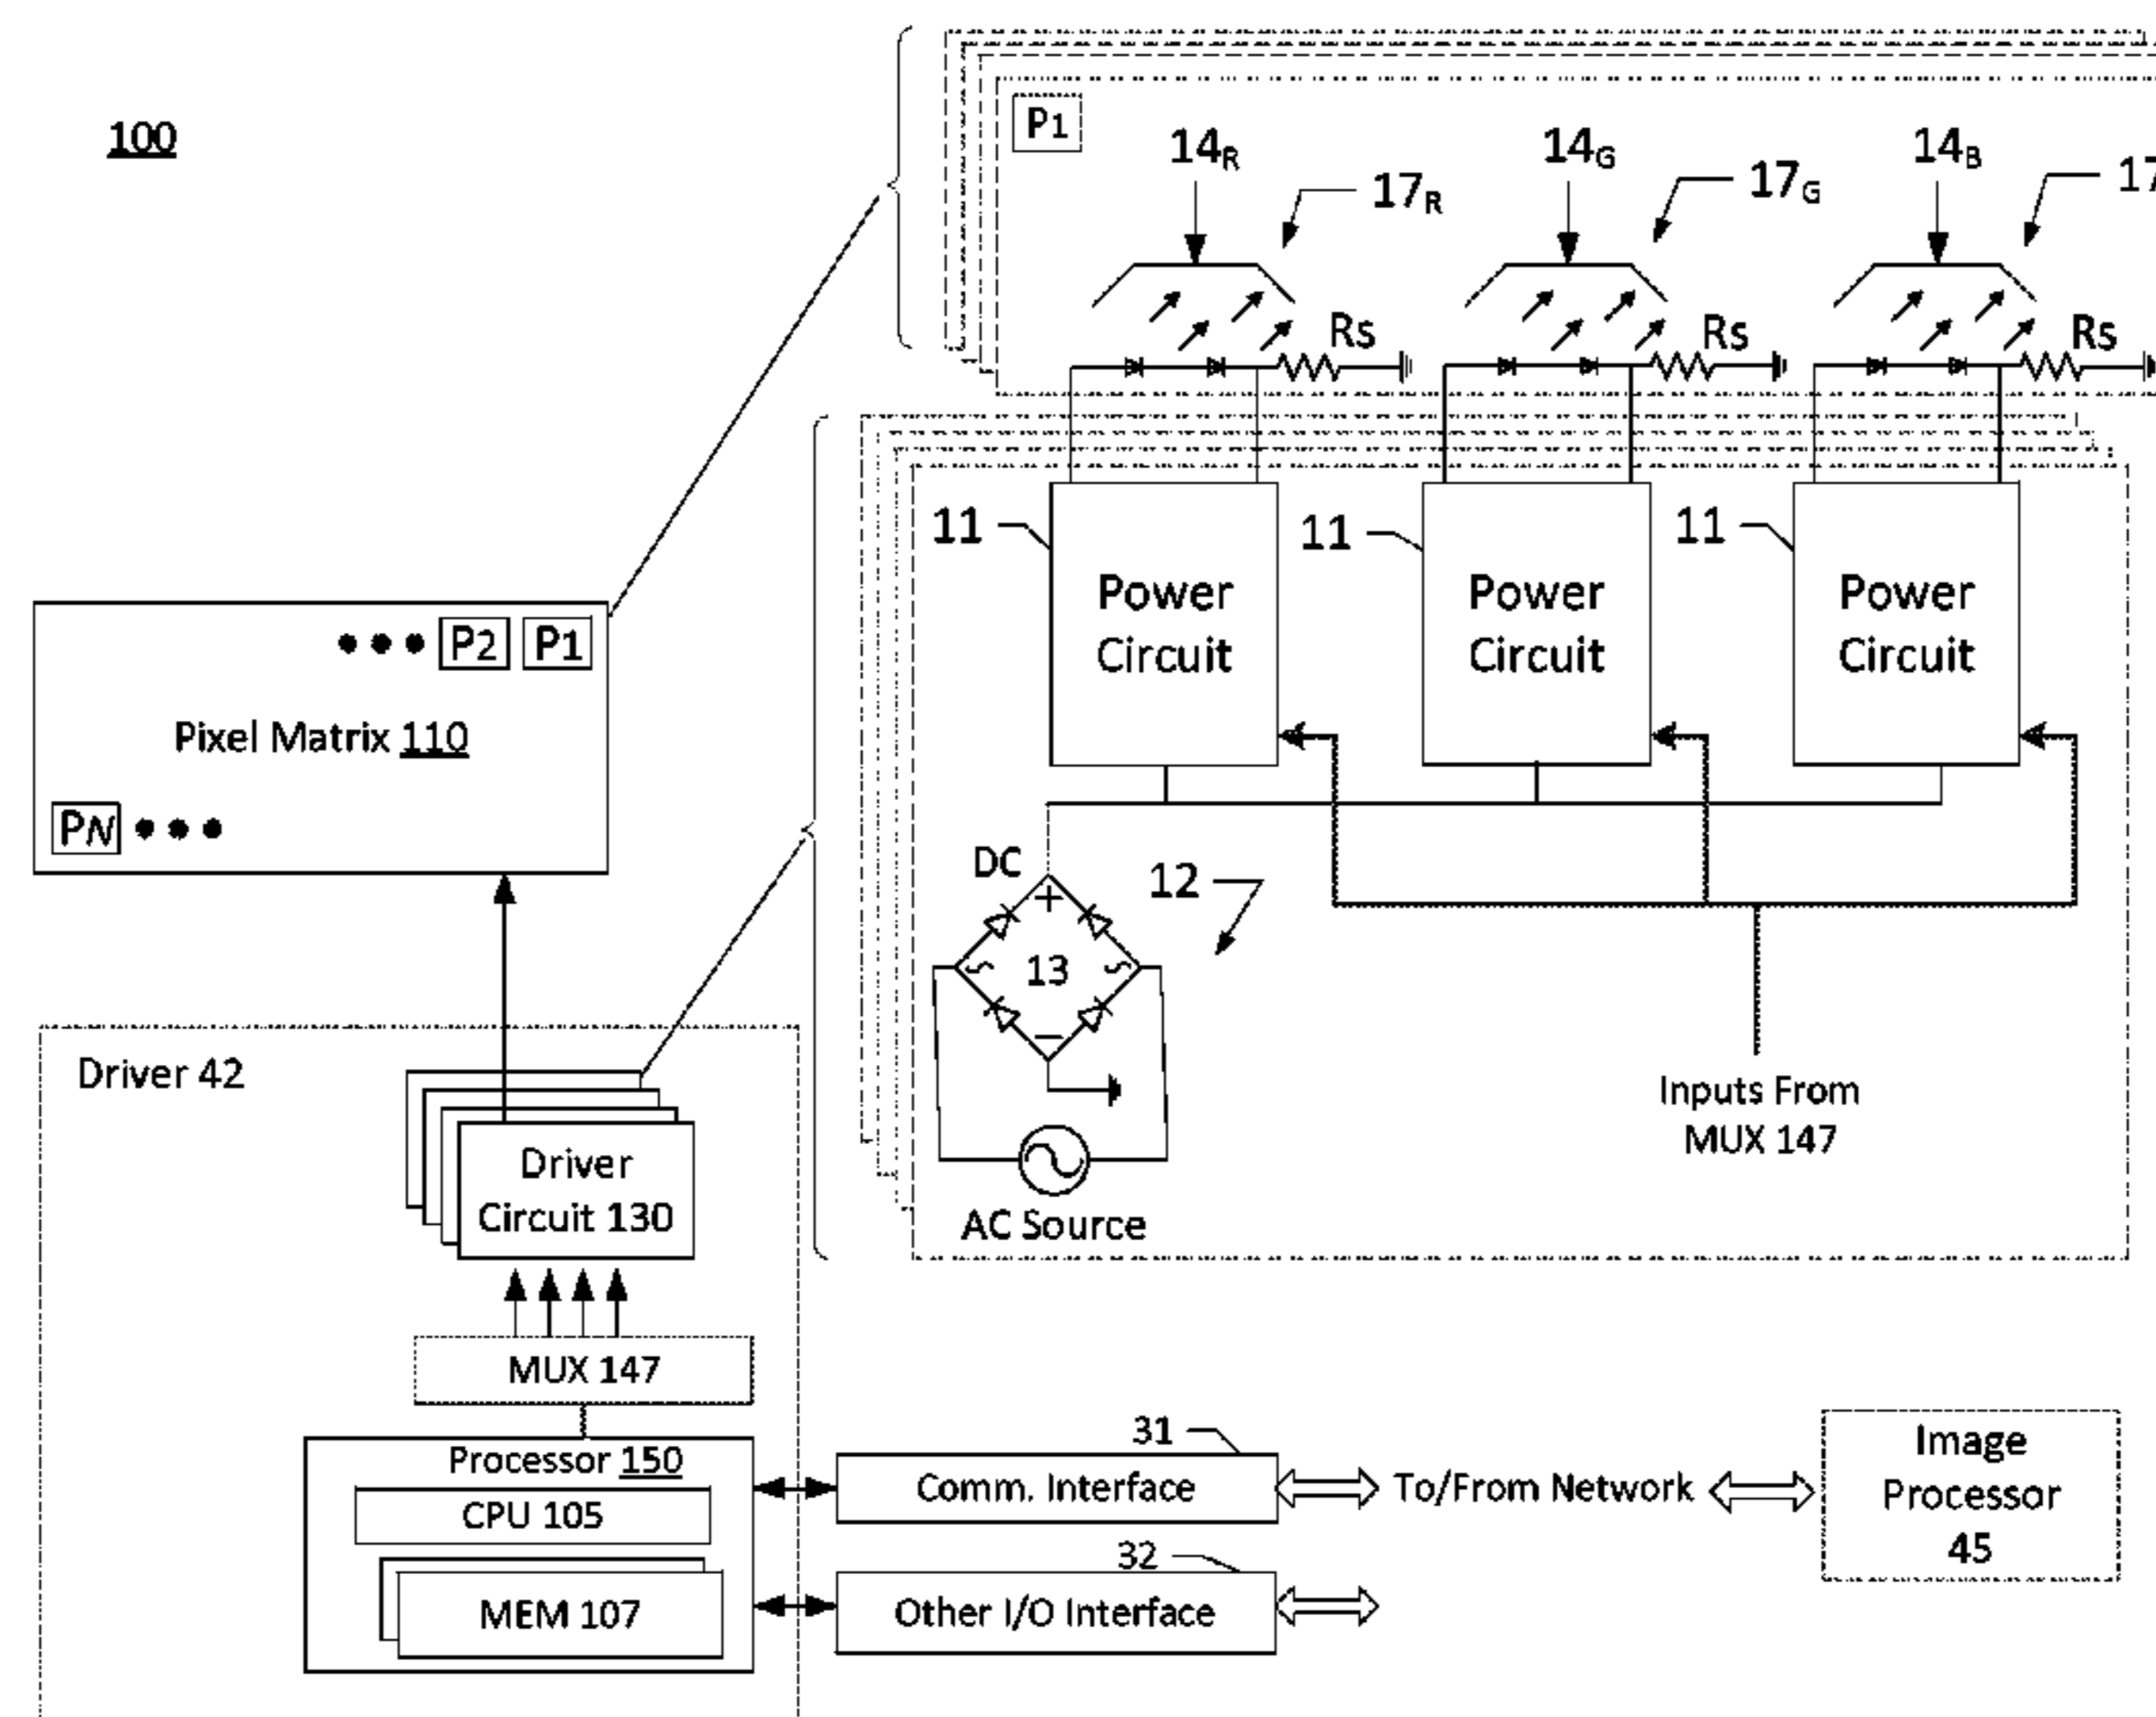 100
P1
14R
17R
14G
17G
14B
17
Rs
Rs
Rs
11
11
11
Power
Circuit
Power
Circuit
Power
Circuit
P2
P1
Pixel Matrix 110
PN
DC
12
+
13
−
AC Source
Inputs From
MUX 147
Driver 42
Driver
Circuit 130
MUX 147
Processor 150
CPU 105
MEM 107
31
Comm. Interface
To/From Network
Image
Processor
45
32
Other I/O Interface